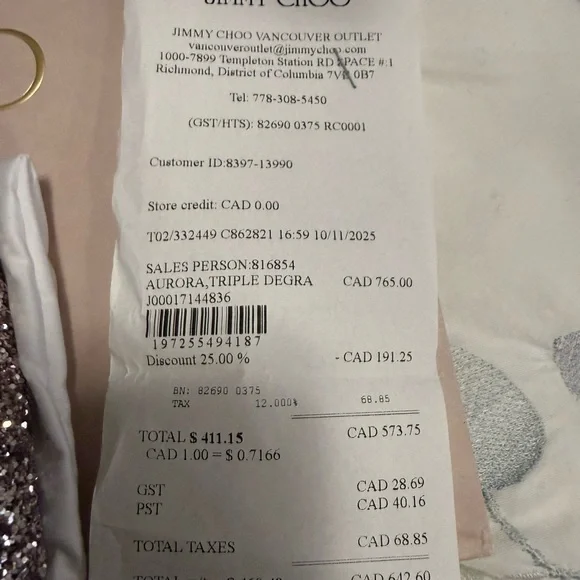 JIMMY CHOO
JIMMY CHOO VANCOUVER OUTLET
vancouveroutlet@jimmychoo.com
1000-7899 Templeton Station RD SPACE #:1
Richmond, District of Columbia 7VB 0B7
Tel: 778-308-5450
(GST/HTS): 82690 0375 RC0001
Customer ID:8397-13990
Store credit: CAD 0.00
T02/332449 C862821 16:59 10/11/2025
SALES PERSON:816854
AURORA,TRIPLE DEGRA CAD 765.00
J00017144836
197255494187
Discount 25.00 % - CAD 191.25
BN: 82690 0375
TAX 12.000% 68.85
TOTAL $ 411.15 CAD 573.75
CAD 1.00 = $ 0.7166
GST CAD 28.69
PST CAD 40.16
TOTAL TAXES CAD 68.85
CAD 642.60